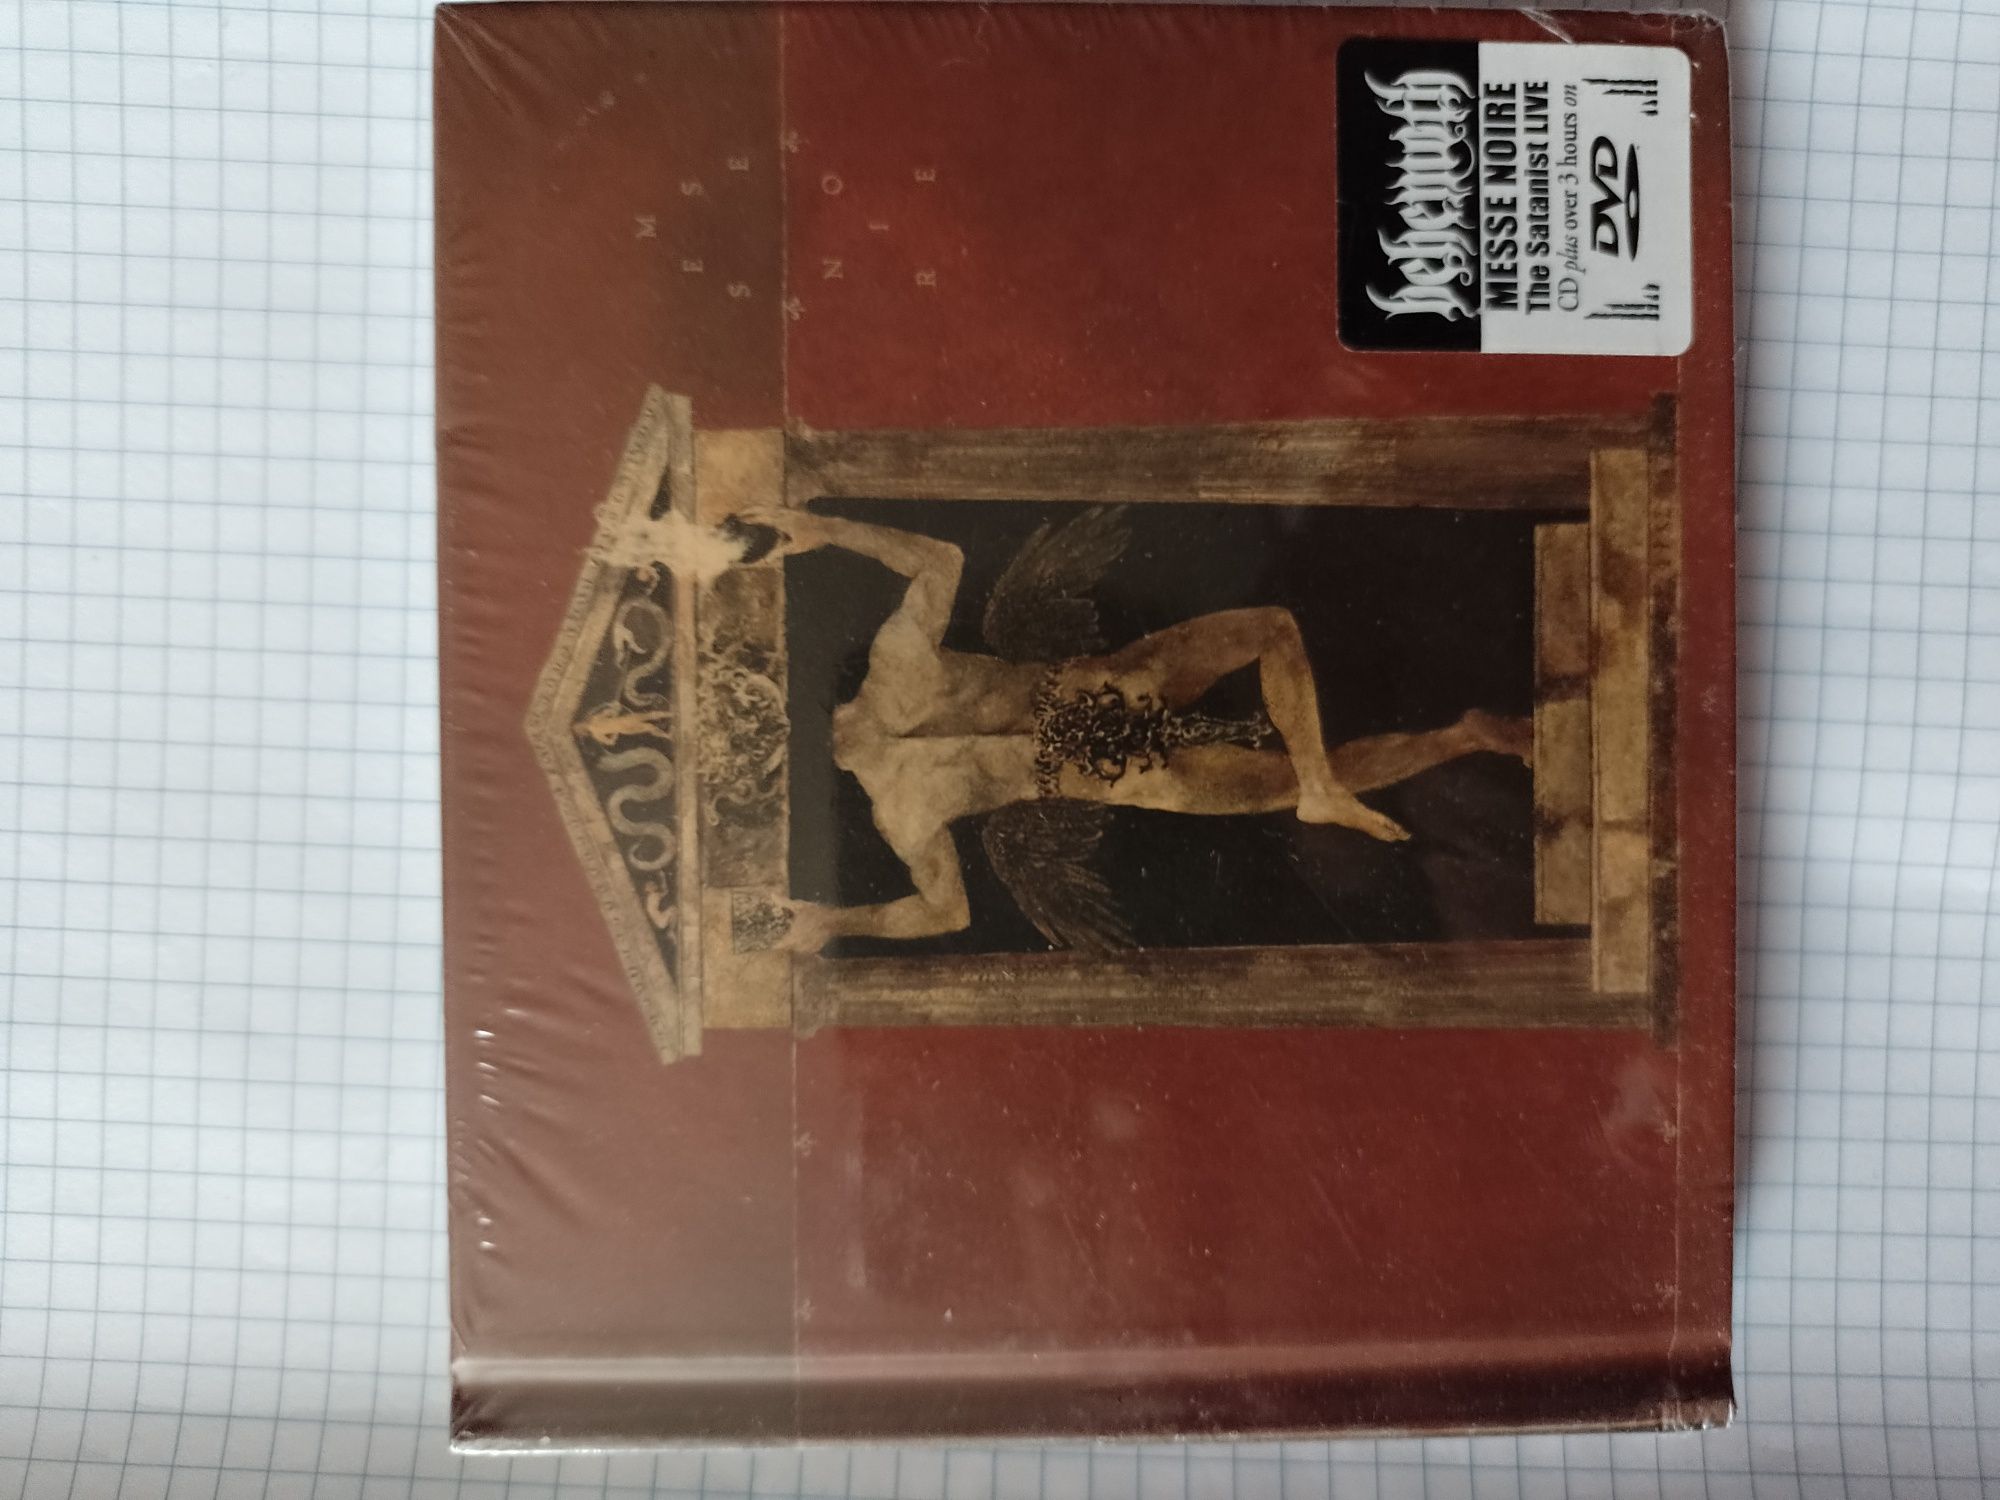 M
E S
S E
N O
I
R E
behemoth
MESSE NOIRE
The Satanist LIVE
CD plus over 3 hours on
DVD